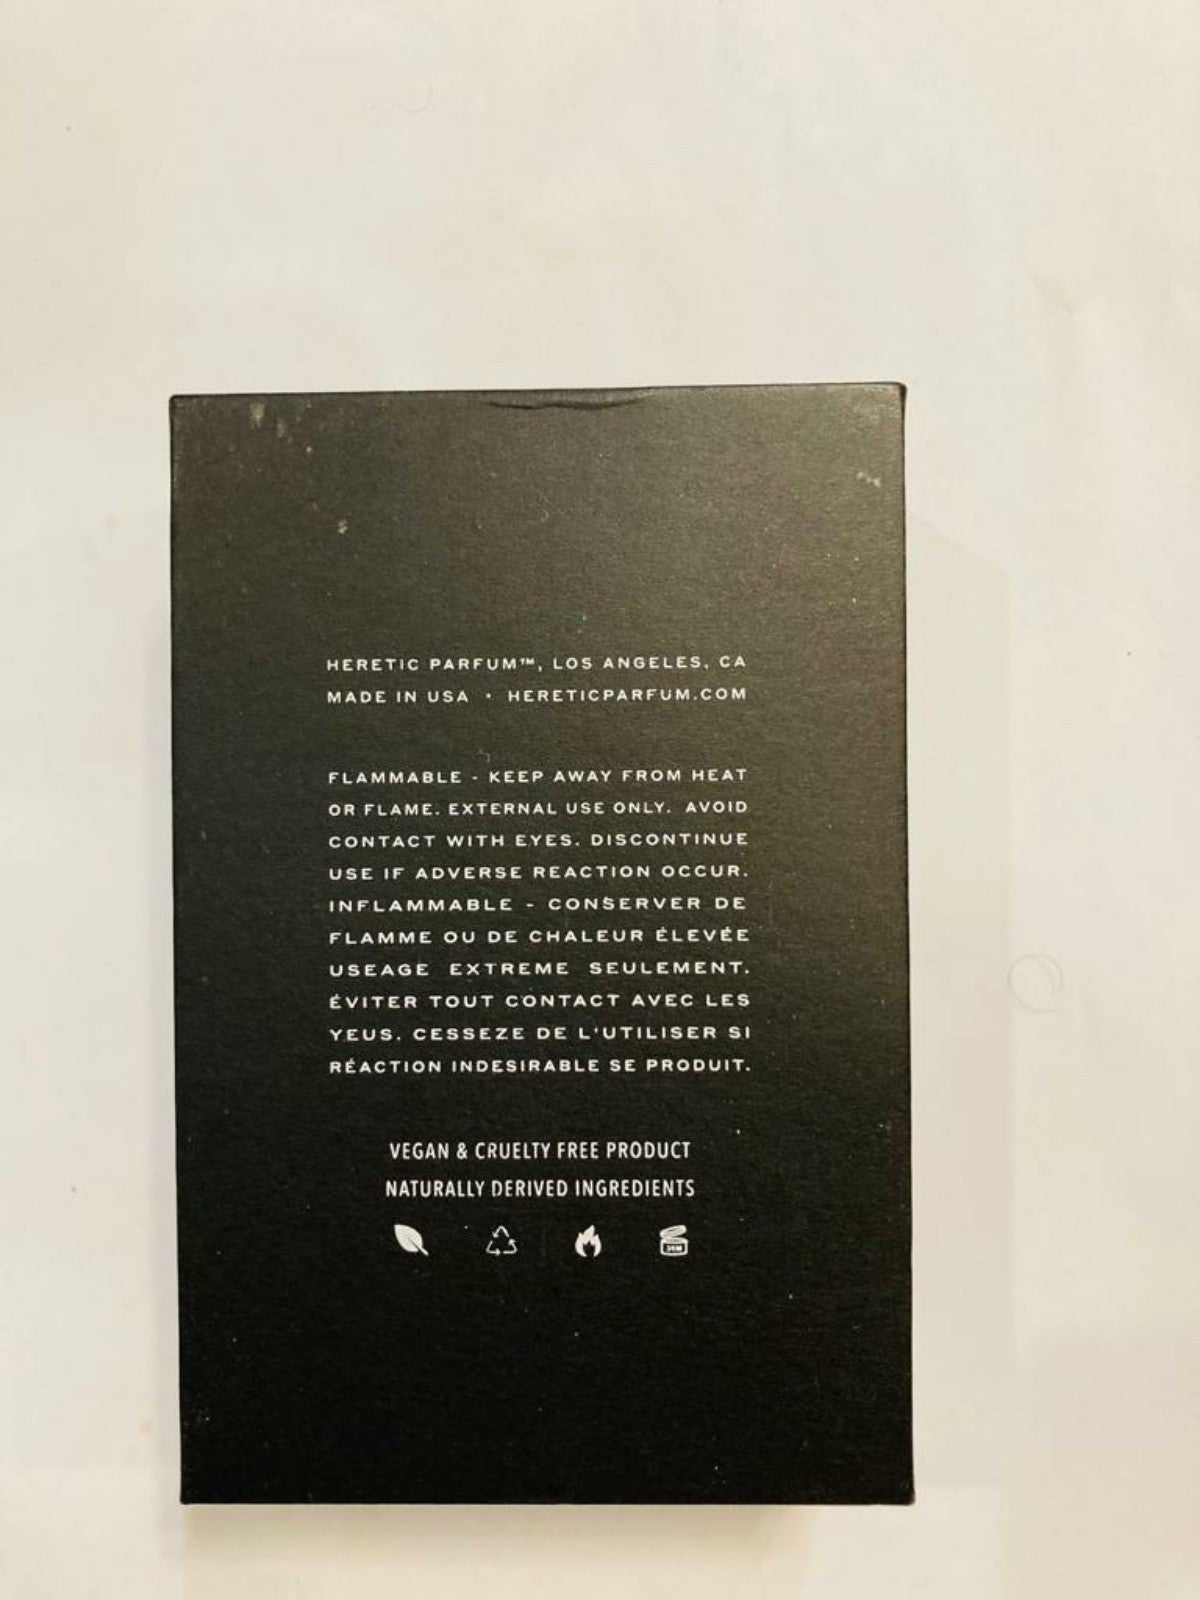 HERETIC PARFUM™, LOS ANGELES, CA
MADE IN USA • HERETICPARFUM.COM
FLAMMABLE - KEEP AWAY FROM HEAT
OR FLAME. EXTERNAL USE ONLY. AVOID
CONTACT WITH EYES. DISCONTINUE
USE IF ADVERSE REACTION OCCUR.
INFLAMMABLE - CONSERVER DE
FLAMME OU DE CHALEUR ÉLEVÉE
USEAGE EXTREME SEULEMENT.
ÉVITER TOUT CONTACT AVEC LES
YEUS. CESSEZE DE L'UTILISER SI
RÉACTION INDESIRABLE SE PRODUIT.
VEGAN & CRUELTY FREE PRODUCT
NATURALLY DERIVED INGREDIENTS